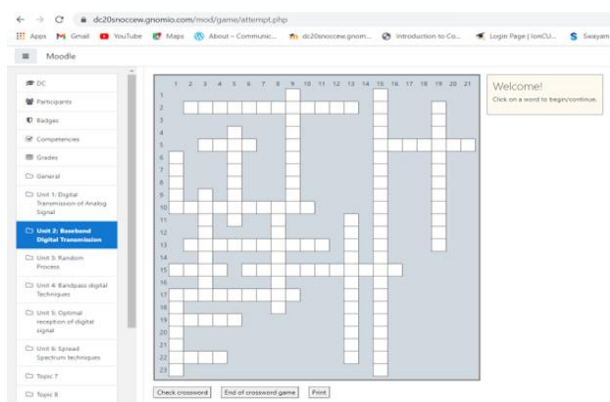 dc20snoccew.gnomio.com/mod/game/attempt.php
Apps Gmail YouTube Maps About – Communic... dc20snoccew.gnom... Introduction to Co... Login Page | IonCU... Swayam
Moodle
DC
Participants
Badges
Competencies
Grades
General
Unit 1: Digital
Transmission of Analog
Signal
Unit 2: Baseband
Digital Transmission
Unit 3: Random
Process
Unit 4: Bandpass digital
Techniques
Unit 5: Optimal
reception of digital
signal
Unit 6: Spread
Spectrum techniques
Topic 7
Topic 8
1 2 3 4 5 6 7 8 9 10 11 12 13 14 15 16 17 18 19 20 21
1
2
3
4
5
6
7
8
9
10
11
12
13
14
15
16
17
18
19
20
21
22
23
Welcome!
Click on a word to begin/continue.
Check crossword End of crossword game Print